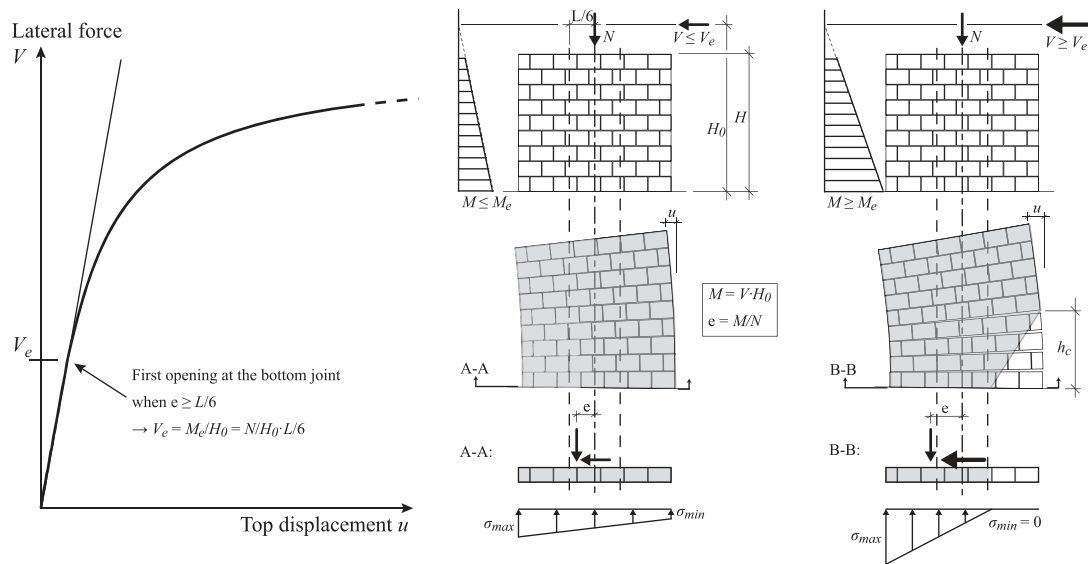 Lateral force
V
V_e
First opening at the bottom joint
when e ≥ L/6
→ V_e = M_e/H_0 = N/H_0·L/6
Top displacement u
L/6
N
V ≤ V_e
H_0
H
M ≤ M_e
u
M = V·H_0
e = M/N
A-A
e
A-A:
σ_max
σ_min
N
V ≥ V_e
M ≥ M_e
u
h_c
B-B
e
B-B:
σ_max
σ_min = 0